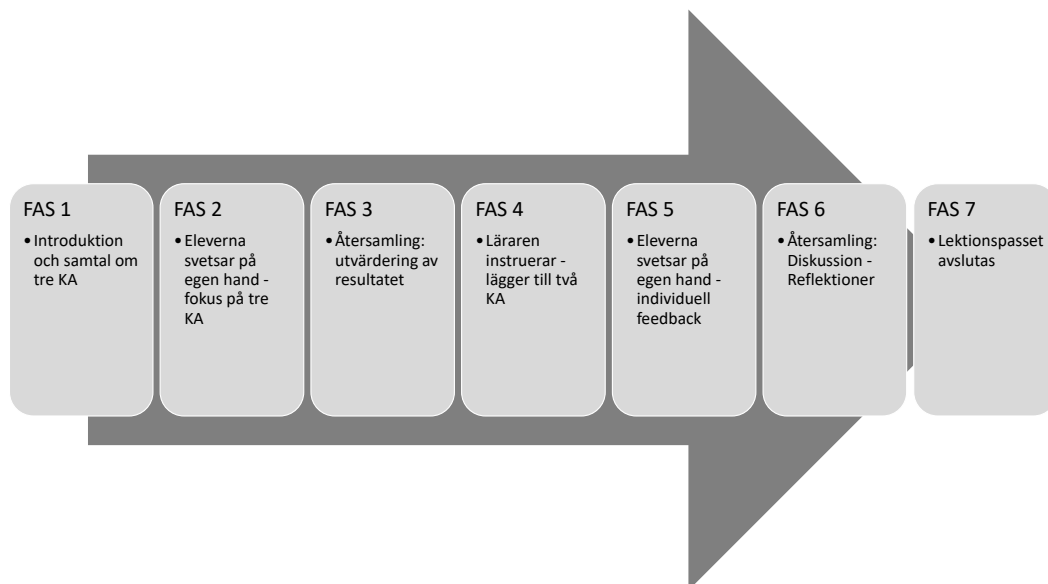 FAS 1
• Introduktion
och samtal om
tre KA
FAS 2
• Eleverna
svetsar på
egen hand -
fokus på tre
KA
FAS 3
• Återsamling:
utvärdering av
resultatet
FAS 4
• Läraren
instruerar -
lägger till två
KA
FAS 5
• Eleverna
svetsar på
egen hand -
individuell
feedback
FAS 6
• Återsamling:
Diskussion -
Reflektioner
FAS 7
• Lektionspasset
avslutas